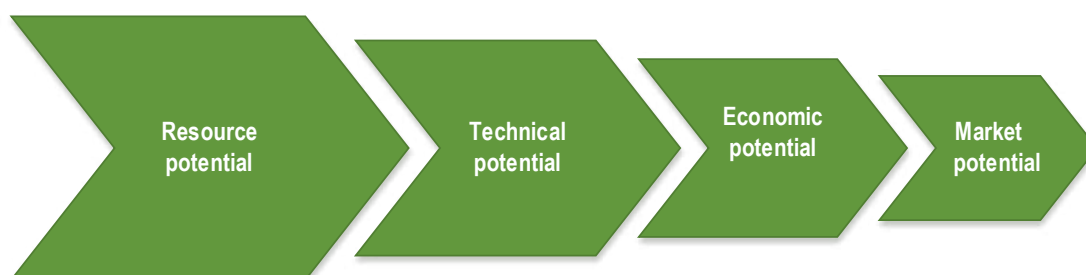 Resource
potential
Technical
potential
Economic
potential
Market
potential